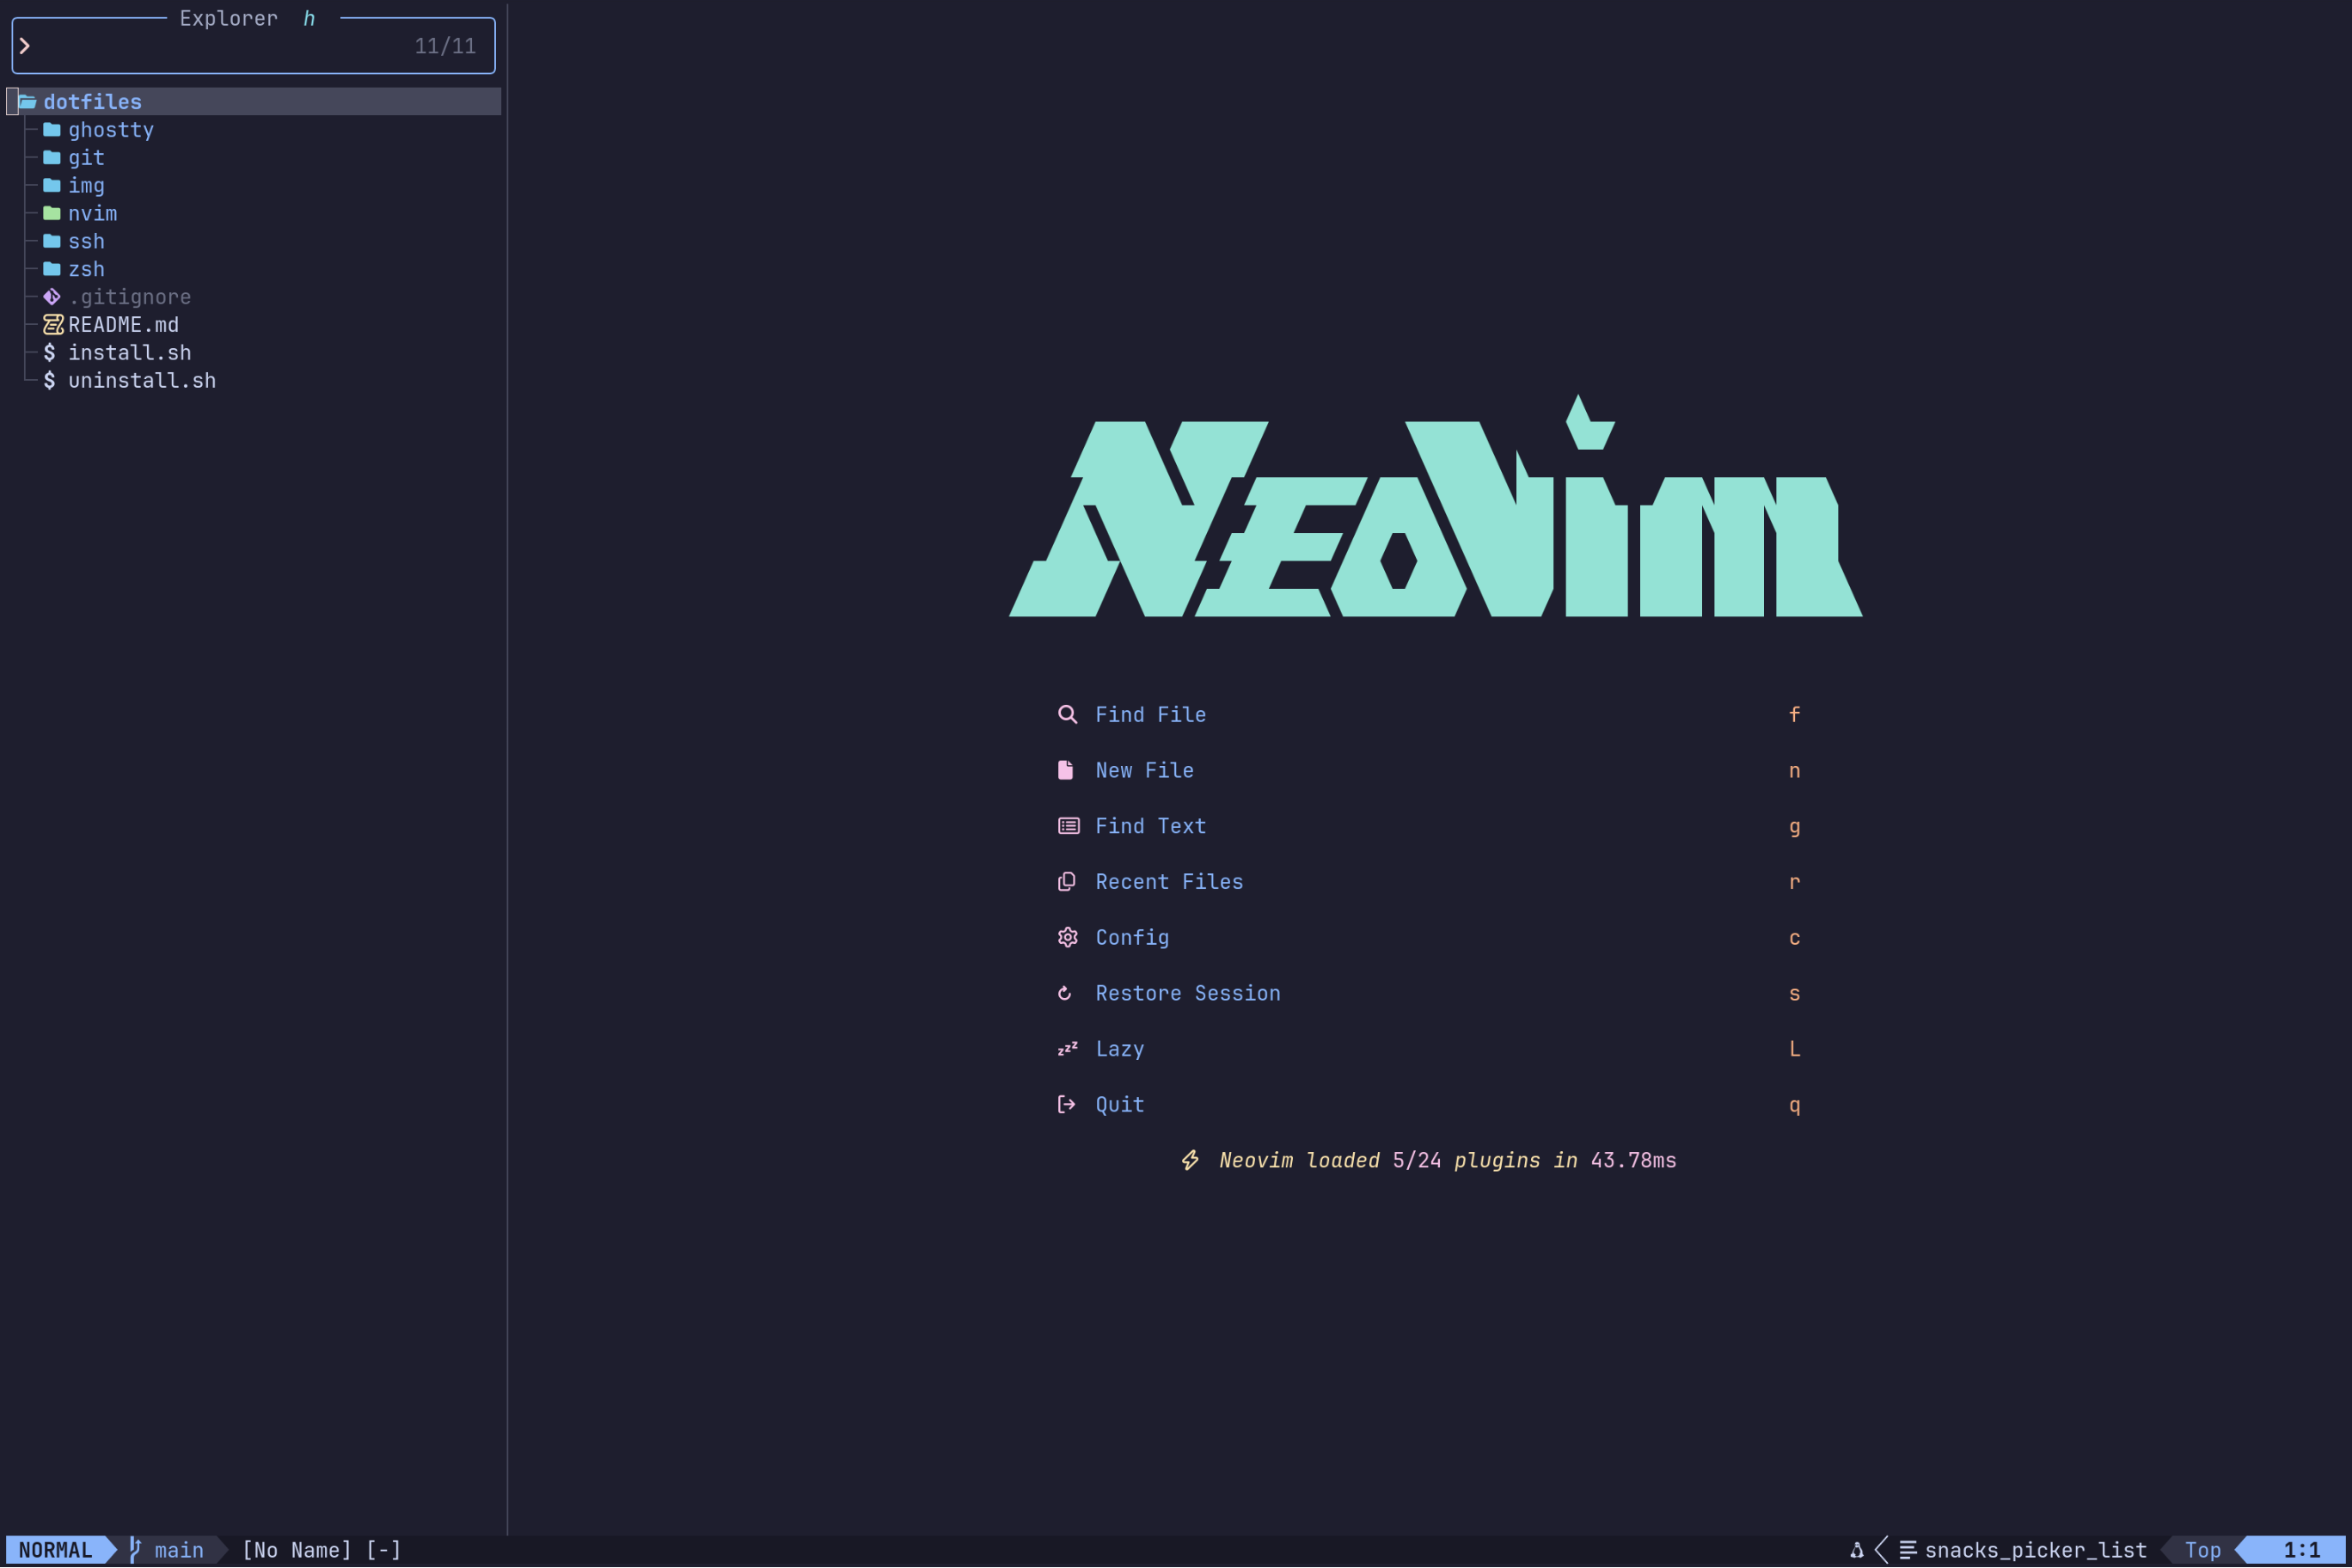 Explorer h
11/11
dotfiles
ghostty
git
img
nvim
ssh
zsh
.gitignore
README.md
install.sh
uninstall.sh
Neovim
Find File f
New File n
Find Text g
Recent Files r
Config c
Restore Session s
Lazy L
Quit q
Neovim loaded 5/24 plugins in 43.78ms
NORMAL main [No Name] [-] snacks_picker_list Top 1:1